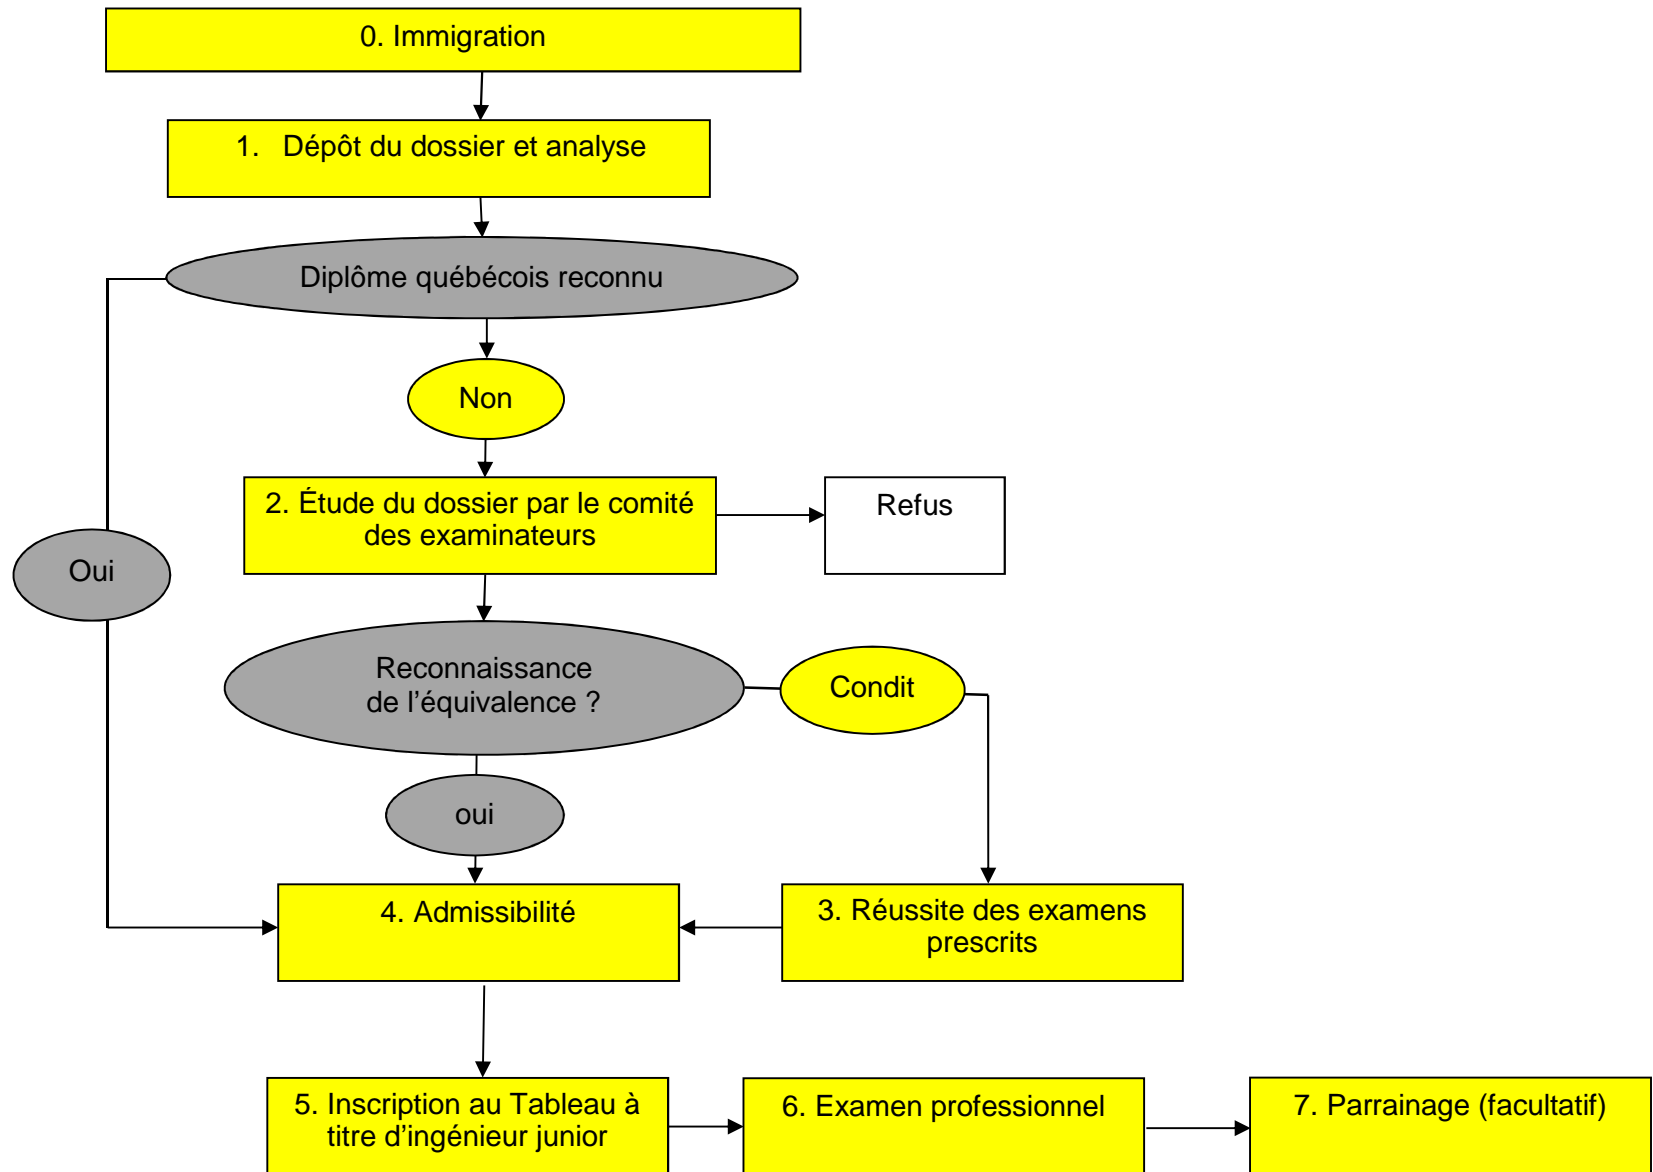 0. Immigration
1. Dépôt du dossier et analyse
Diplôme québécois reconnu
Non
2. Étude du dossier par le comité
des examinateurs
Refus
Oui
Reconnaissance
de l’équivalence ?
Condit
oui
4. Admissibilité
3. Réussite des examens
prescrits
5. Inscription au Tableau à
titre d’ingénieur junior
6. Examen professionnel
7. Parrainage (facultatif)